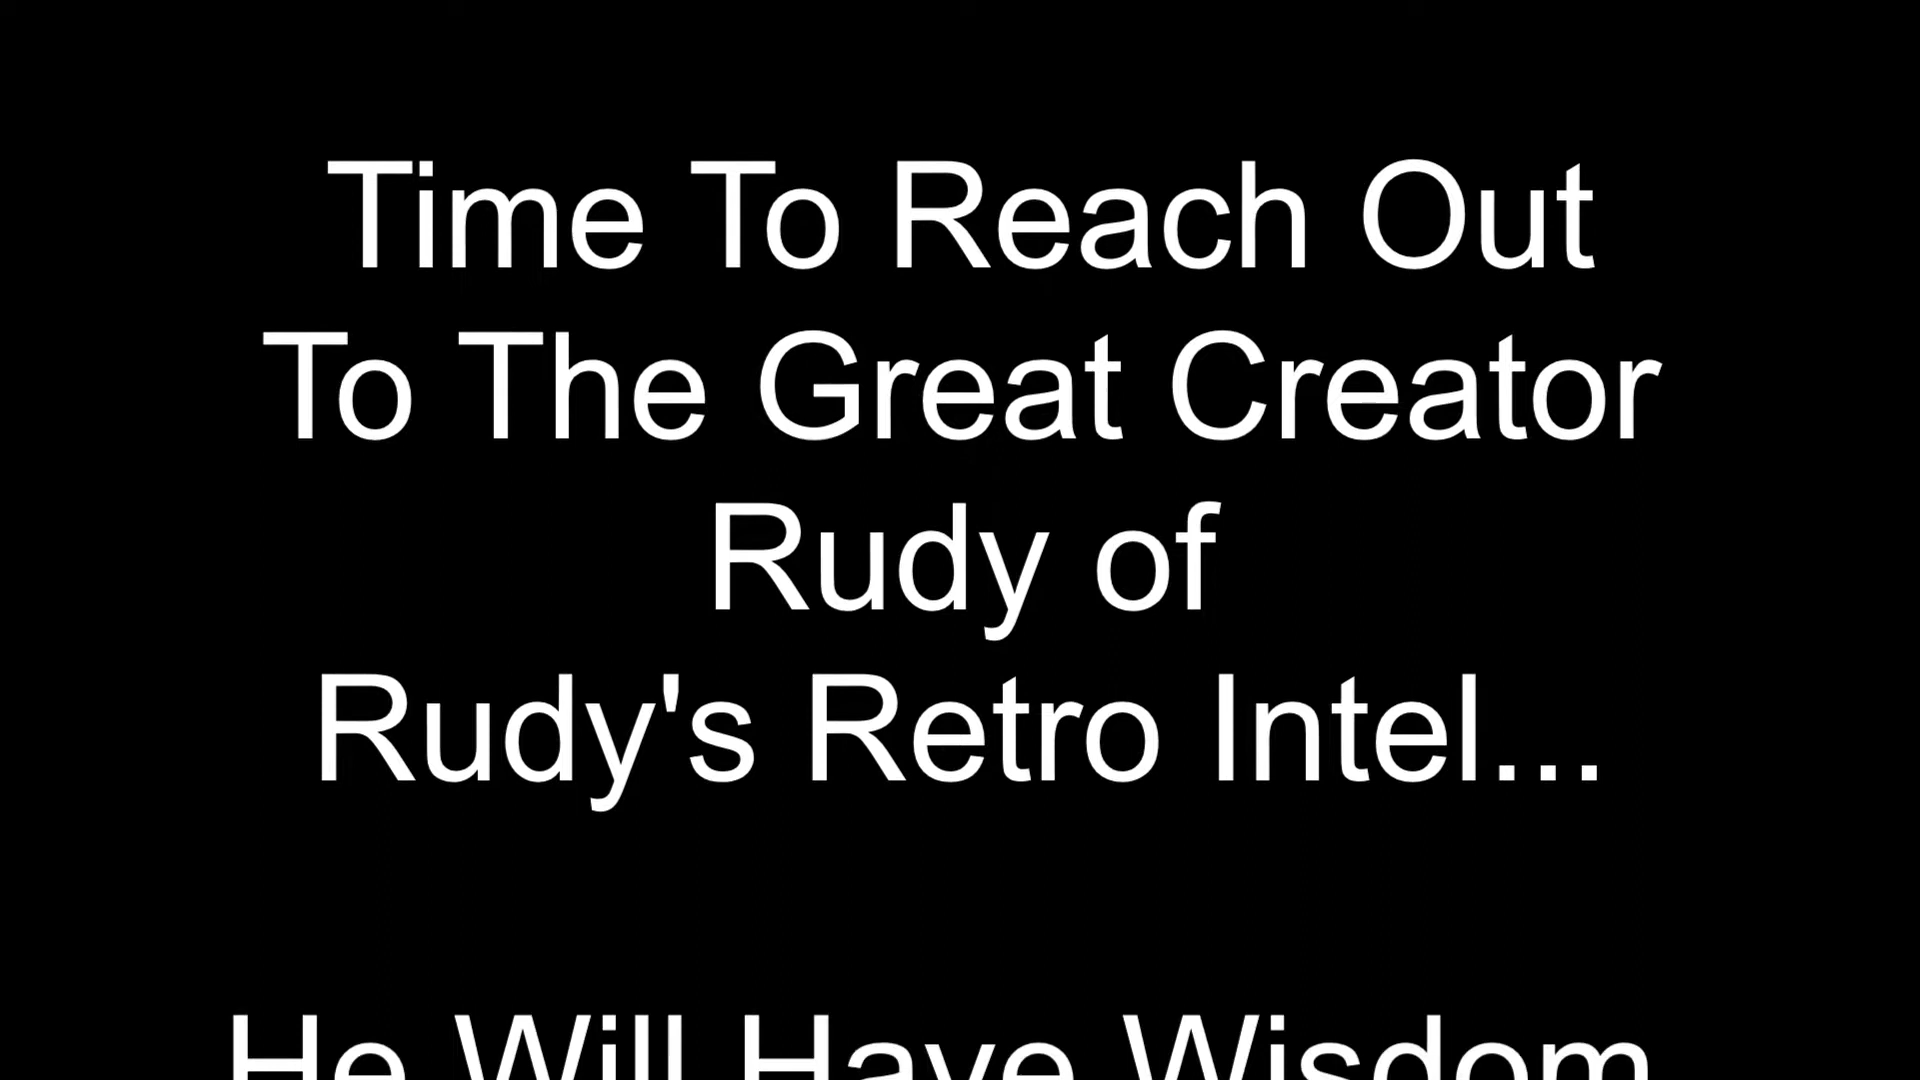 Time To Reach Out
To The Great Creator
Rudy of
Rudy's Retro Intel...
He Will Have Wisdom